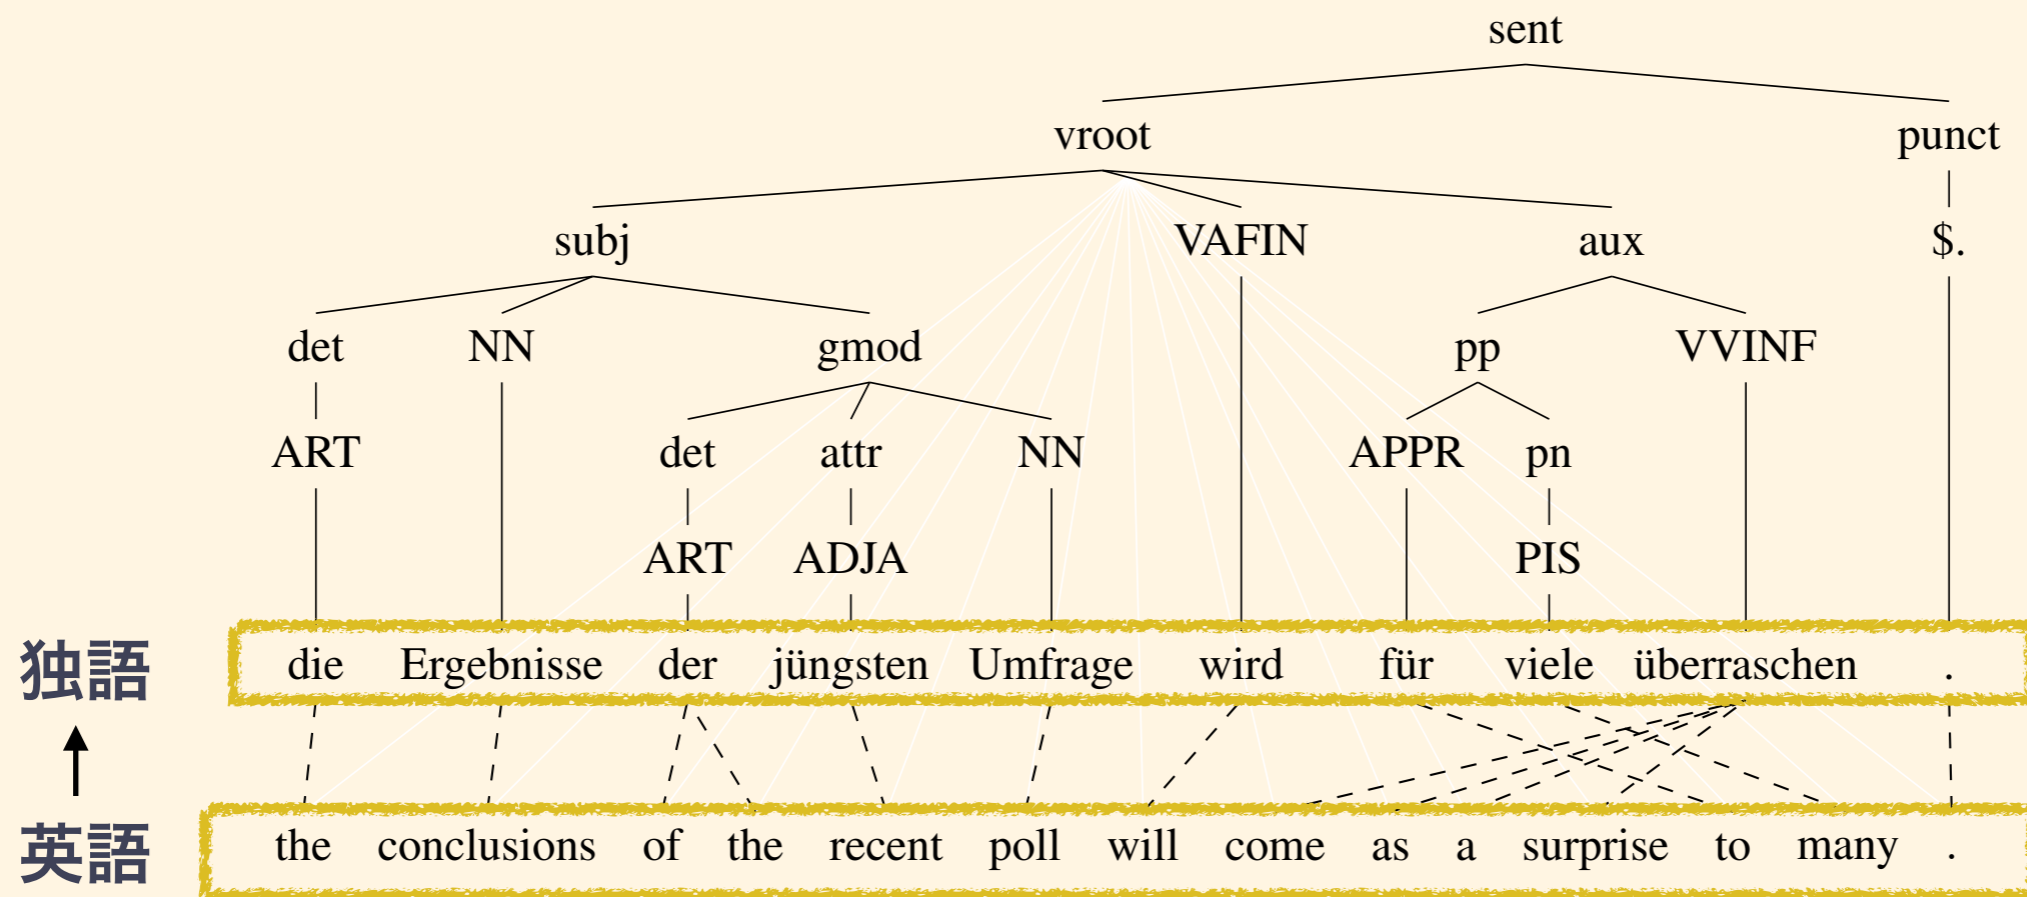 sent
vroot punct
subj VAFIN aux $.
det NN gmod pp VVINF
ART det attr NN APPR pn
ART ADJA PIS
独語 die Ergebnisse der jüngsten Umfrage wird für viele überraschen .
英語 the conclusions of the recent poll will come as a surprise to many .